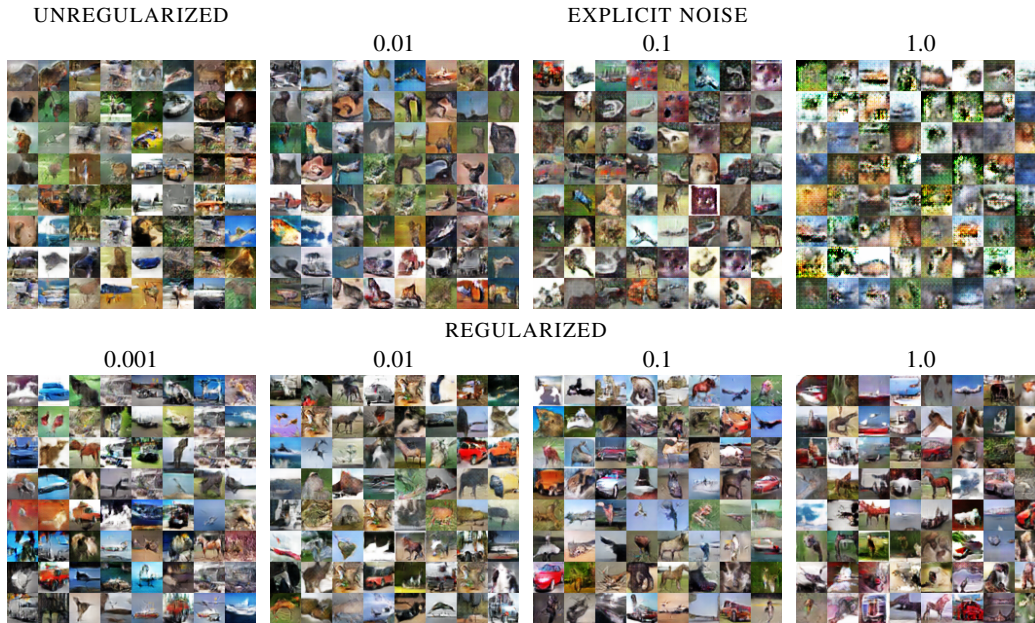 UNREGULARIZED
EXPLICIT NOISE
0.01
0.1
1.0
REGULARIZED
0.001
0.01
0.1
1.0